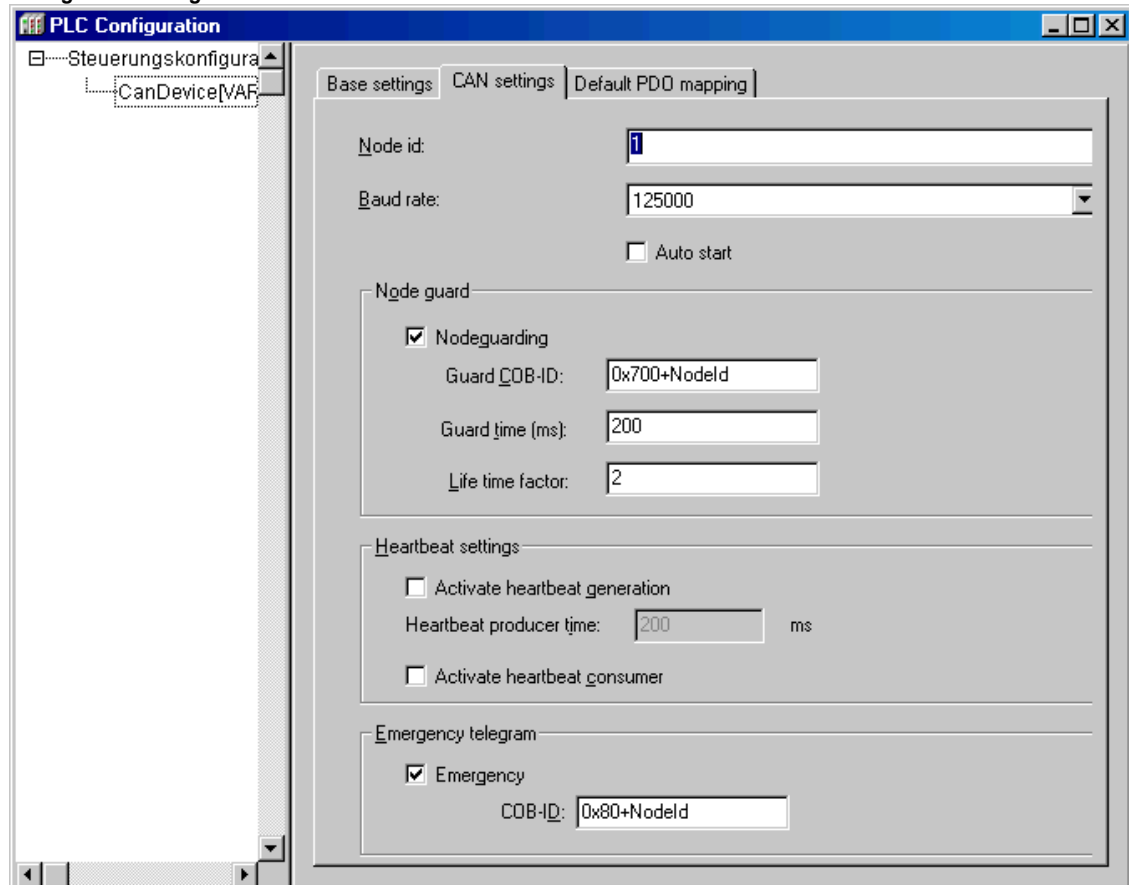 PLC Configuration
Steuerungskonfigura
CanDevice[VAR
Base settings
CAN settings
Default PDO mapping
Node id:
1
Baud rate:
125000
Auto start
Node guard
Nodeguarding
Guard COB-ID:
0x700+NodeId
Guard time (ms):
200
Life time factor:
2
Heartbeat settings
Activate heartbeat generation
Heartbeat producer time:
200
ms
Activate heartbeat consumer
Emergency telegram
Emergency
COB-ID:
0x80+NodeId